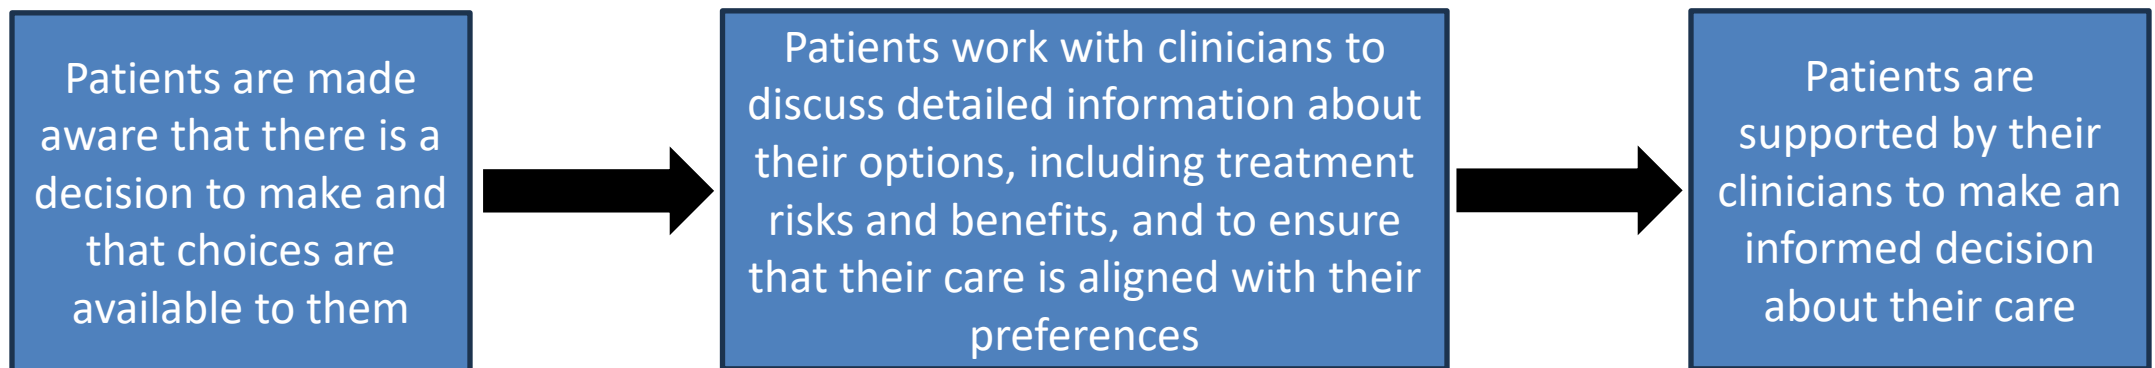 Patients are made
aware that there is a
decision to make and
that choices are
available to them
Patients work with clinicians to
discuss detailed information about
their options, including treatment
risks and benefits, and to ensure
that their care is aligned with their
preferences
Patients are
supported by their
clinicians to make an
informed decision
about their care